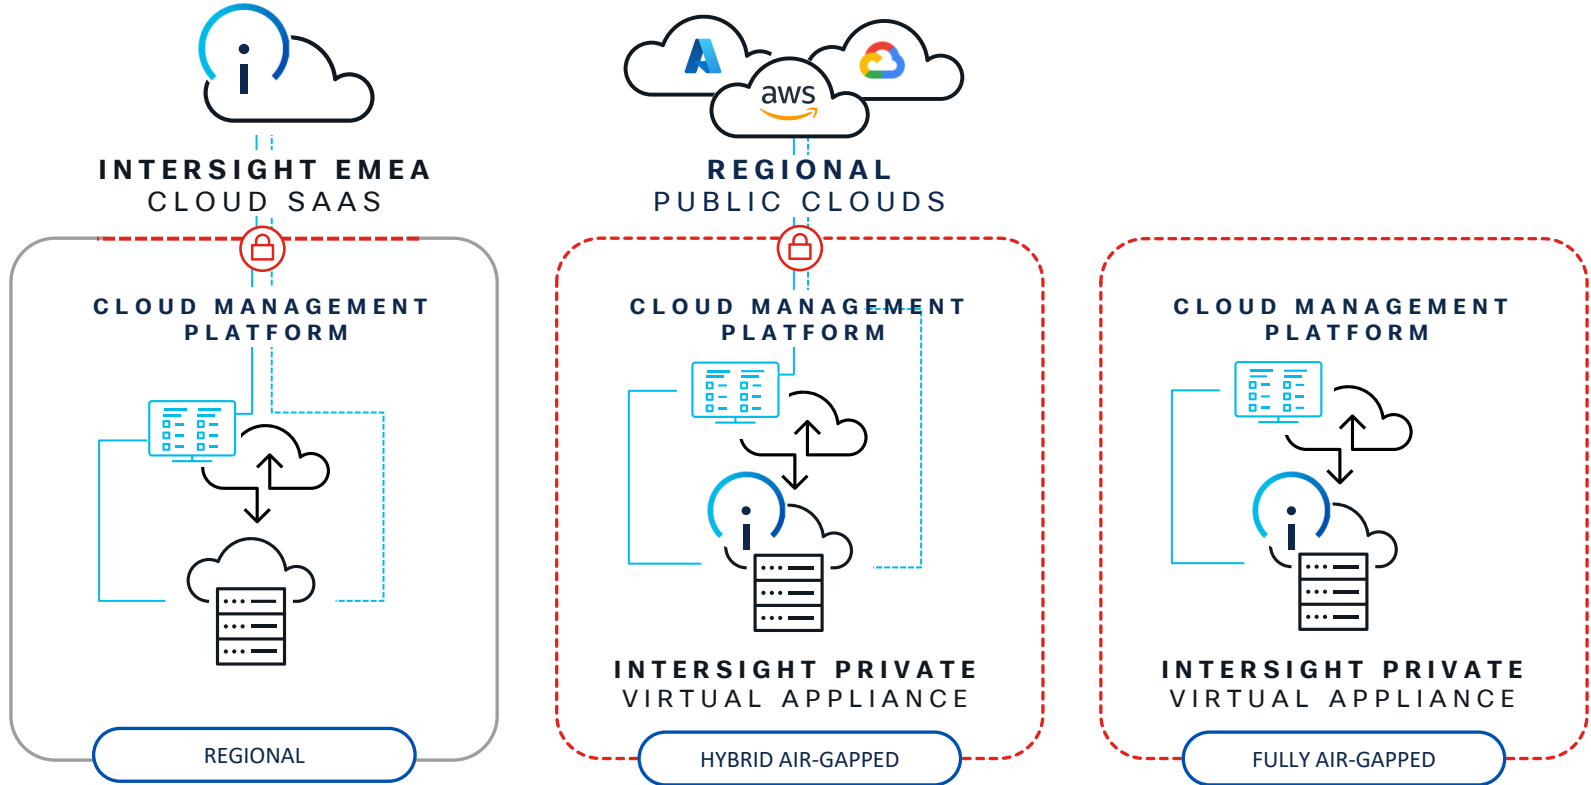 INTERSIGHT EMEA
CLOUD SAAS
CLOUD MANAGEMENT
PLATFORM
REGIONAL
aws
REGIONAL
PUBLIC CLOUDS
CLOUD MANAGEMENT
PLATFORM
INTERSIGHT PRIVATE
VIRTUAL APPLIANCE
HYBRID AIR-GAPPED
CLOUD MANAGEMENT
PLATFORM
INTERSIGHT PRIVATE
VIRTUAL APPLIANCE
FULLY AIR-GAPPED